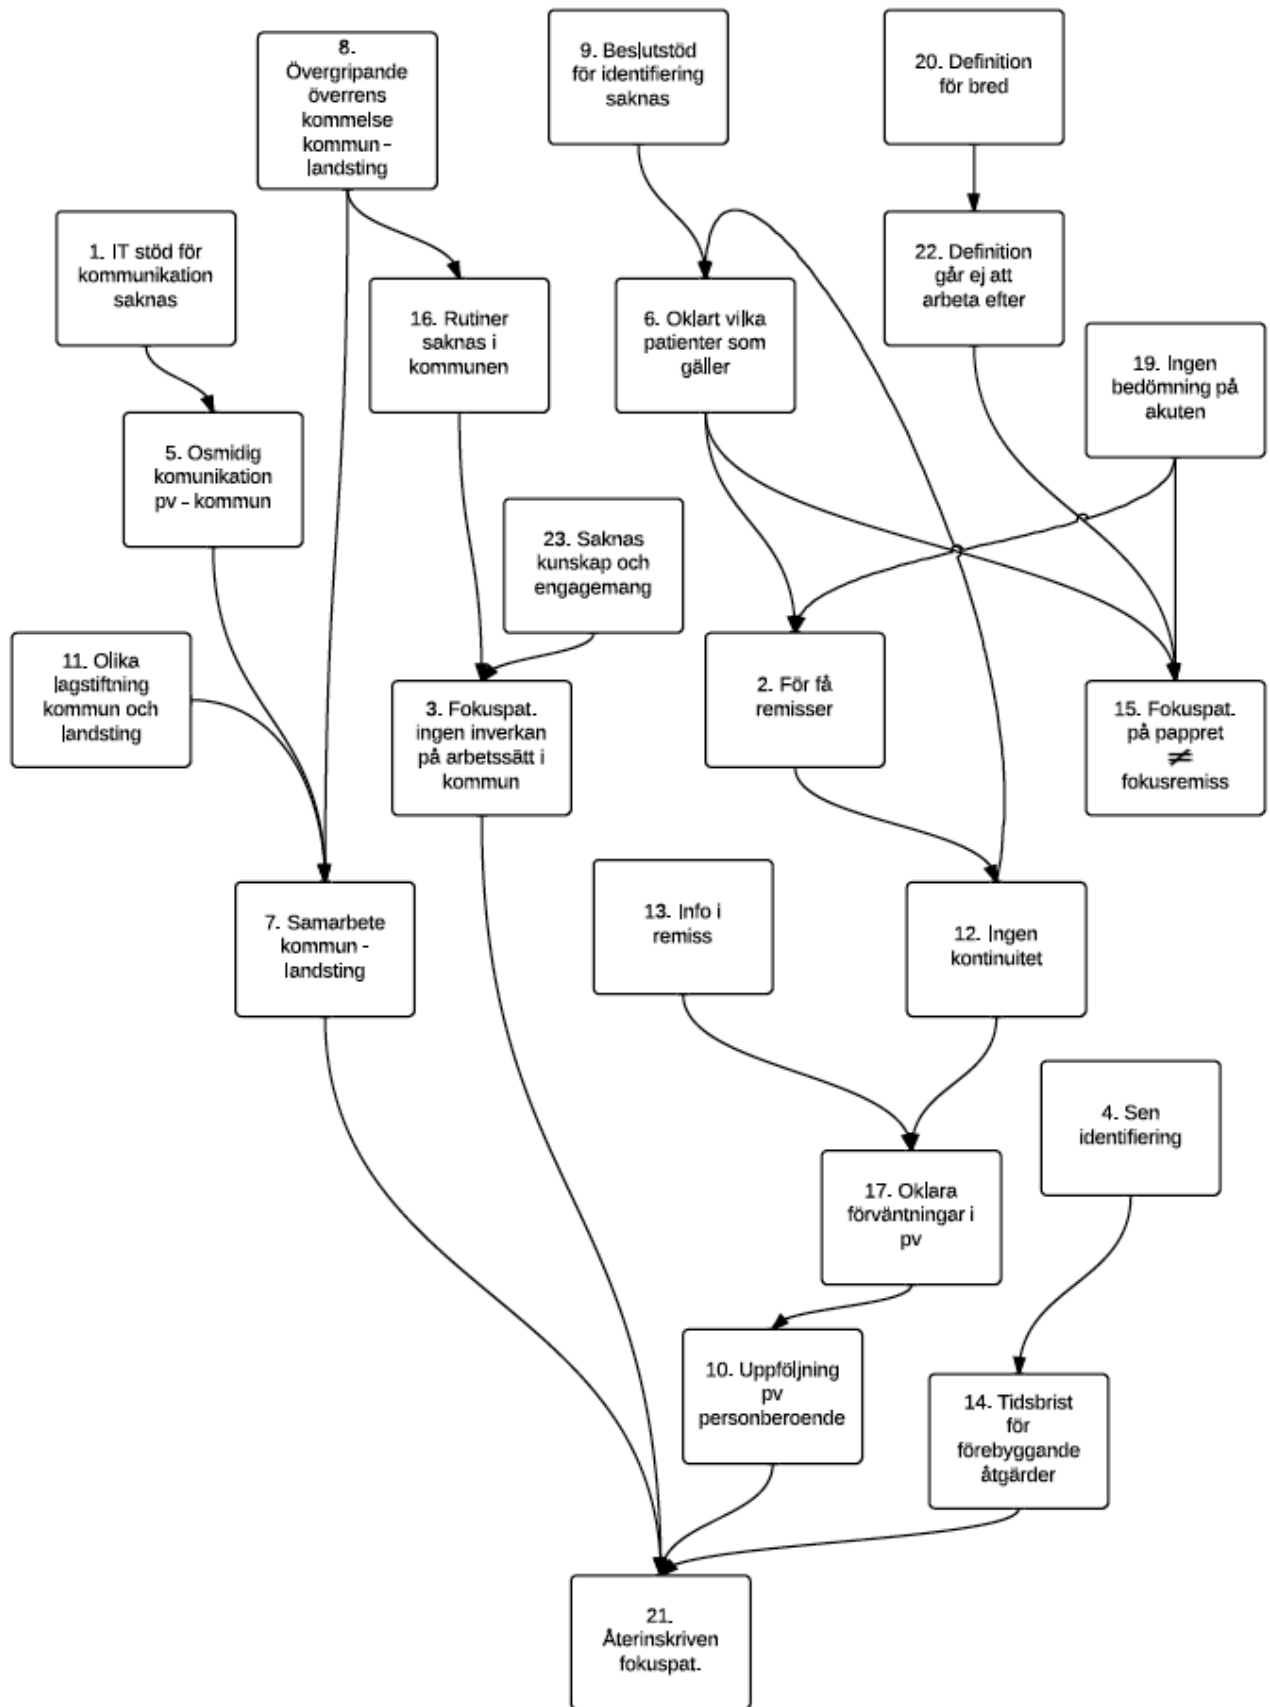 8.
Övergripande
överrens
kommelse
kommun -
landsting
9. Beslutstöd
för identifiering
saknas
20. Definition
för bred
1. IT stöd för
kommunikation
saknas
16. Rutiner
saknas i
kommunen
6. Oklart vilka
patienter som
gäller
22. Definition
går ej att
arbeta efter
19. Ingen
bedömning på
akuten
5. Osmidig
komunikation
pv - kommun
23. Saknas
kunskap och
engagemang
11. Olika
lagstiftning
kommun och
landsting
3. Fokuspat.
ingen inverkan
på arbetssätt i
kommun
2. För få
remisser
15. Fokuspat.
på pappret
≠
fokusremiss
7. Samarbete
kommun -
landsting
13. Info i
remiss
12. Ingen
kontinuitet
4. Sen
identifiering
17. Oklara
förväntningar i
pv
10. Uppföljning
pv
personberoende
14. Tidsbrist
för
förebyggande
åtgärder
21.
Återinskriven
fokuspat.